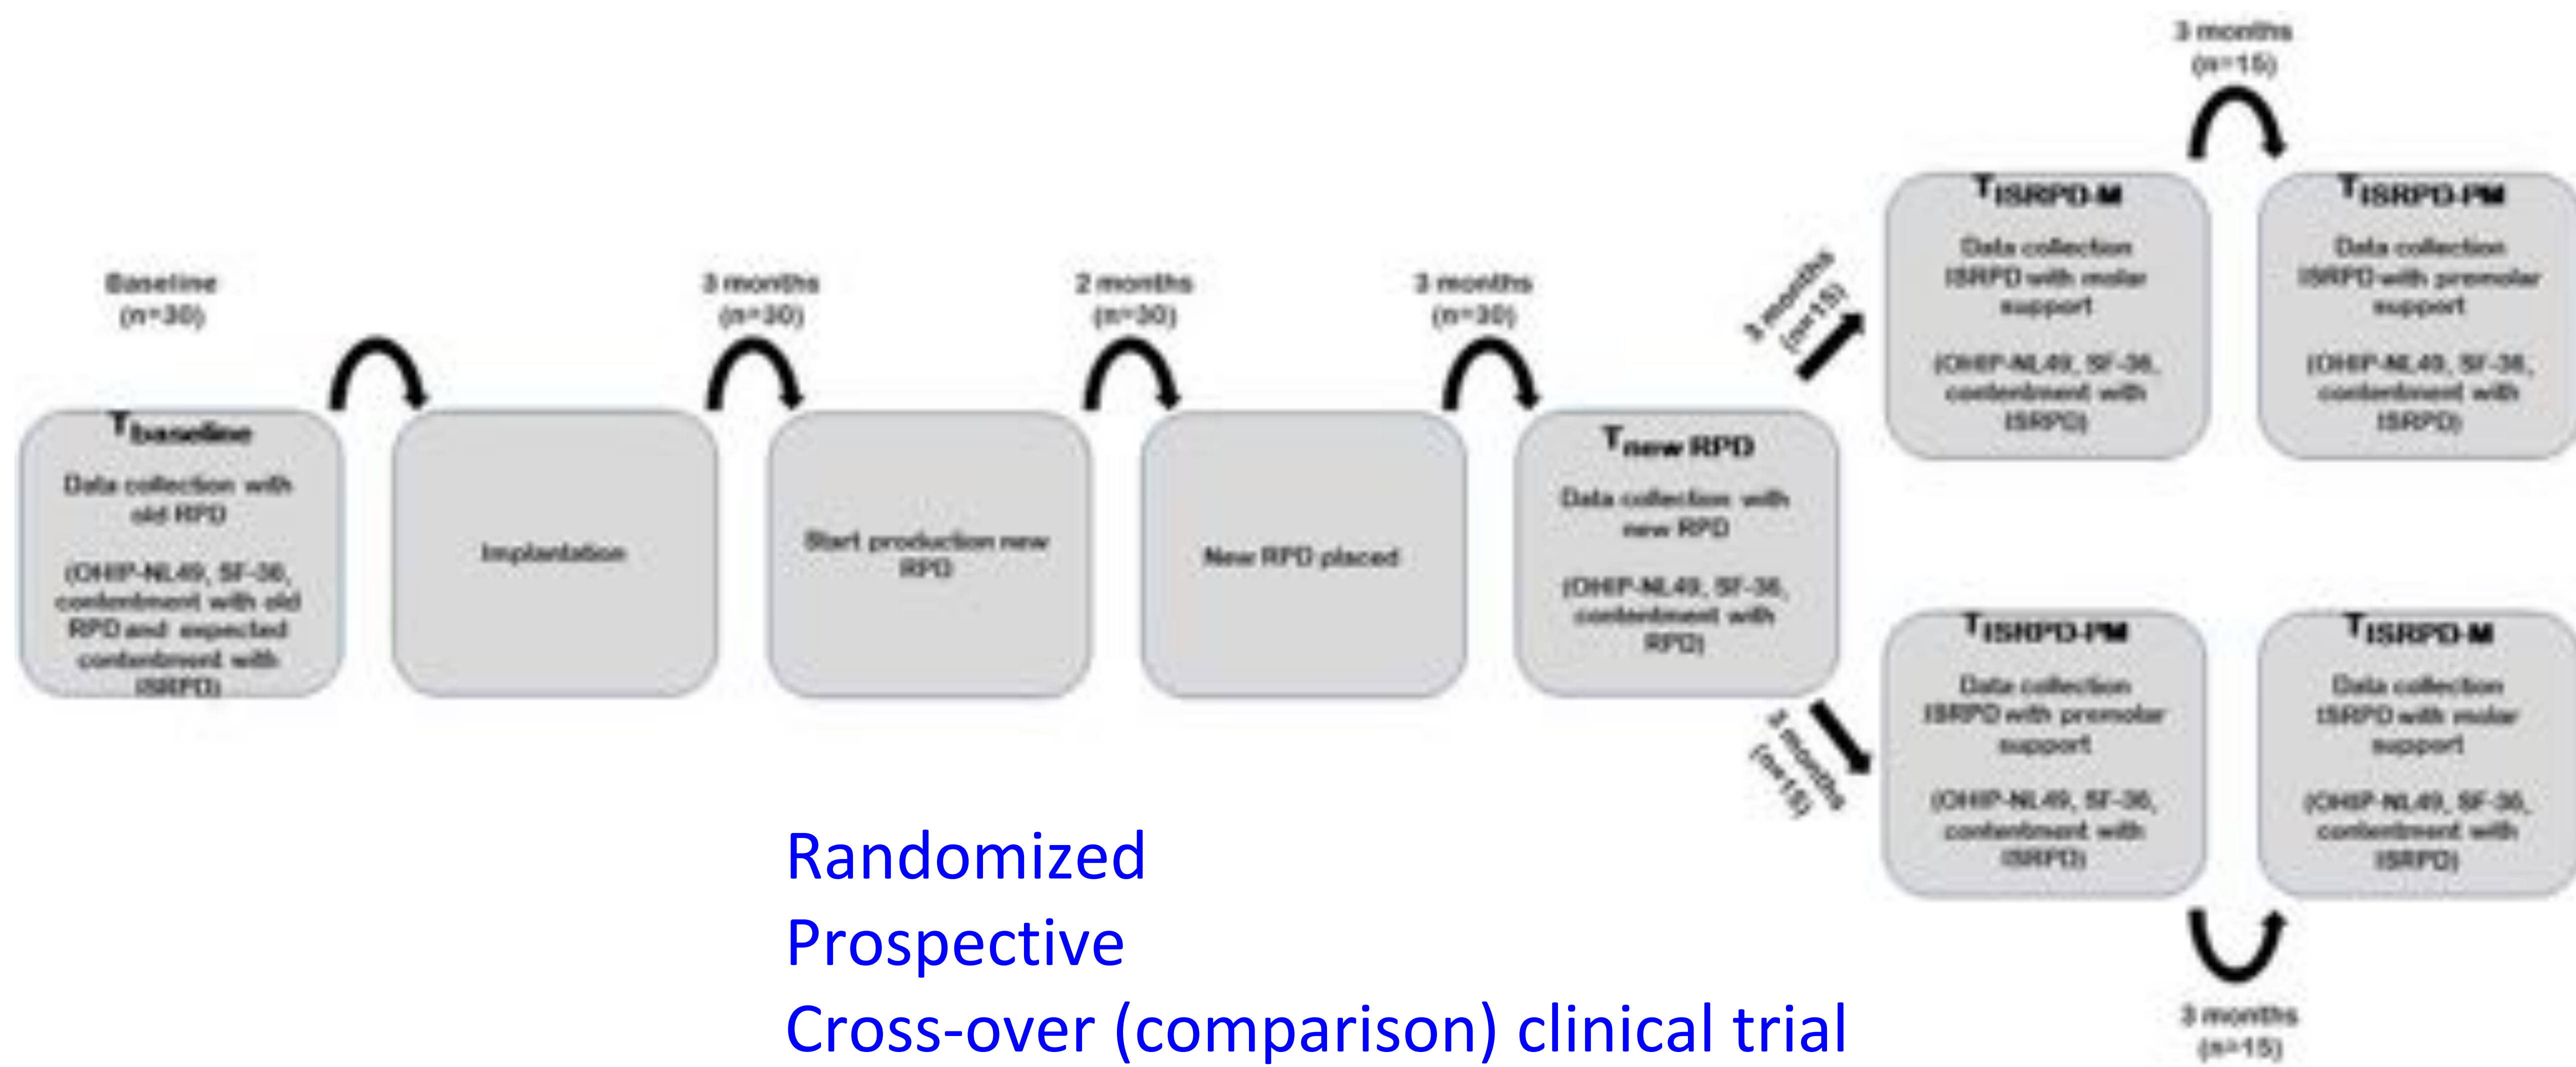 Baseline
(n=30)
3 months
(n=30)
2 months
(n=30)
3 months
(n=30)
Tbaseline
Data collection with
old RPD
(OHIP-NL49, SF-36,
contentment with old
RPD and expected
contentment with
ISRPD)
Implantation
Start production new
RPD
New RPD placed
Tnew RPD
Data collection with
new RPD
(OHIP-NL49, SF-36,
contentment with
RPD)
3 months
(n=15)
3 months
(n=15)
TISRPD-M
Data collection
ISRPD with molar
support
(OHIP-NL49, SF-36,
contentment with
ISRPD)
TISRPD-PM
Data collection
ISRPD with premolar
support
(OHIP-NL49, SF-36,
contentment with
ISRPD)
3 months
(n=15)
TISRPD-PM
Data collection
ISRPD with premolar
support
(OHIP-NL49, SF-36,
contentment with
ISRPD)
TISRPD-M
Data collection
ISRPD with molar
support
(OHIP-NL49, SF-36,
contentment with
ISRPD)
3 months
(n=15)
Randomized
Prospective
Cross-over (comparison) clinical trial